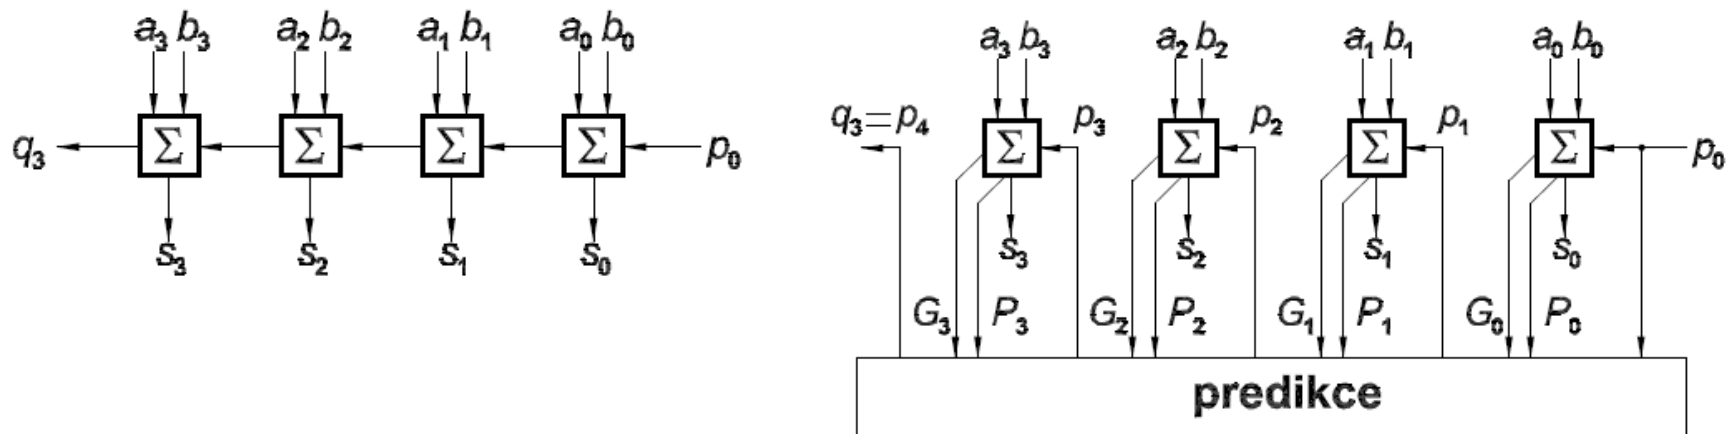 a₃ b₃ a₂ b₂ a₁ b₁ a₀ b₀
q₃ Σ Σ Σ Σ p₀
s₃ s₂ s₁ s₀
a₃ b₃ a₂ b₂ a₁ b₁ a₀ b₀
q₃=p₄ Σ p₃ Σ p₂ Σ p₁ Σ p₀
s₃ s₂ s₁ s₀
G₃ P₃ G₂ P₂ G₁ P₁ G₀ P₀
predikce